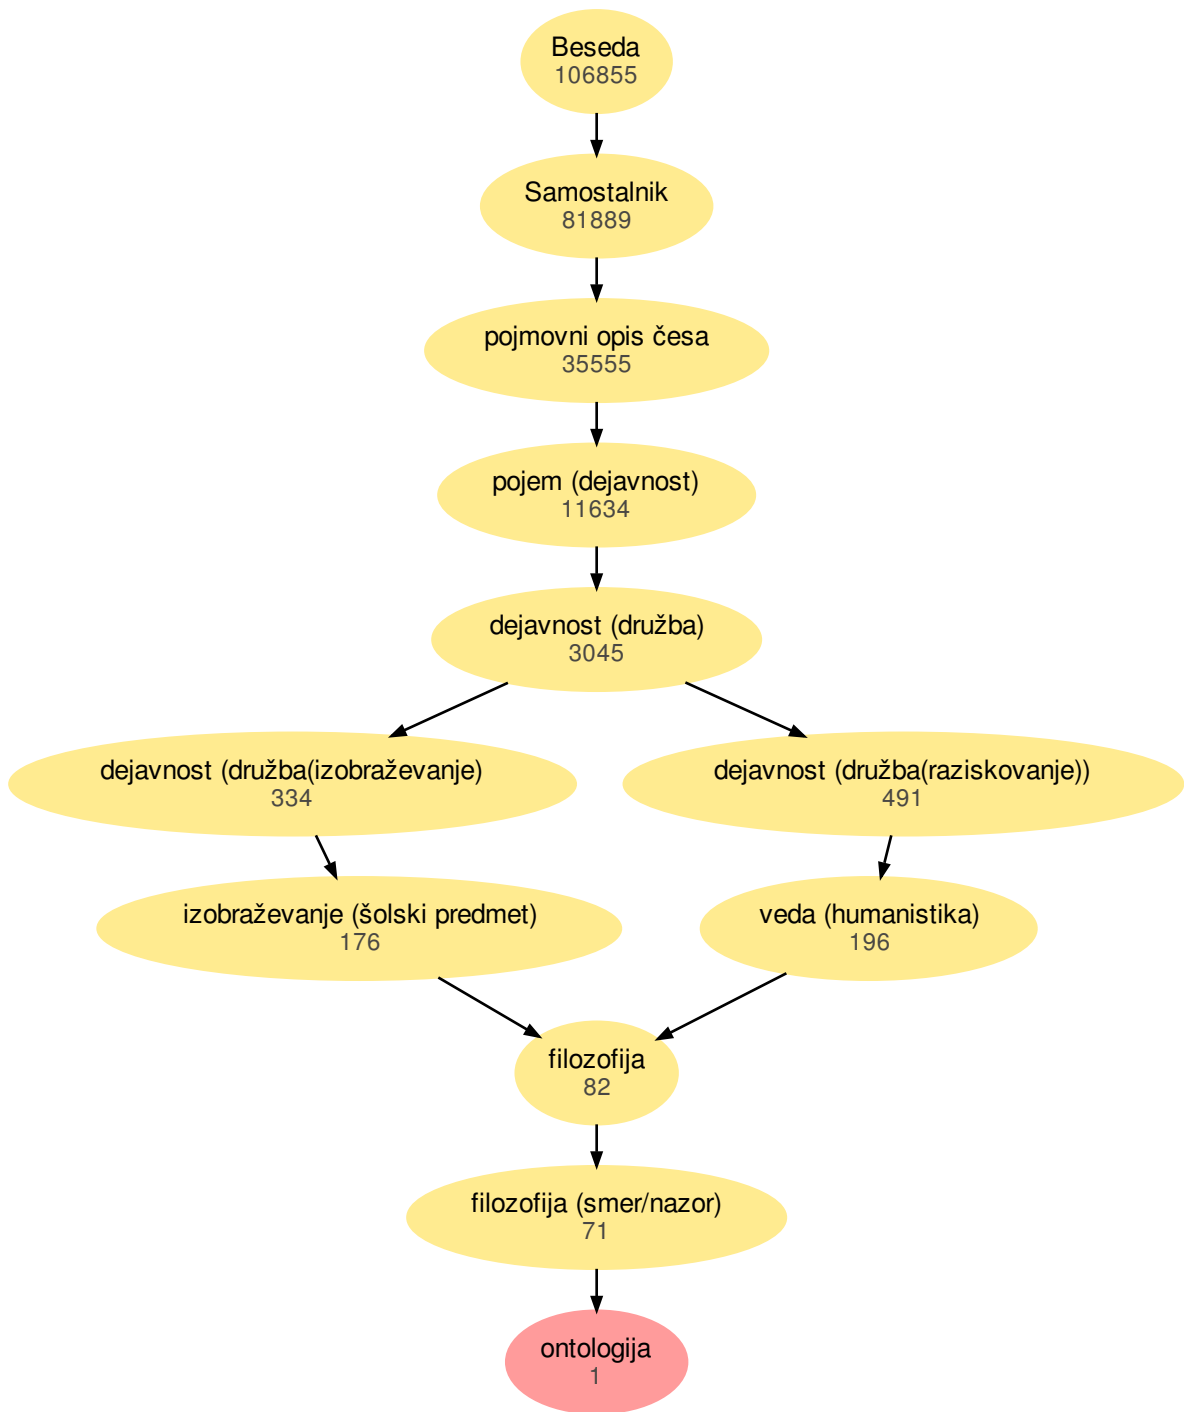 Beseda
106855
Samostalnik
81889
pojmovni opis česa
35555
pojem (dejavnost)
11634
dejavnost (družba)
3045
dejavnost (družba(izobraževanje)
334
dejavnost (družba(raziskovanje))
491
izobraževanje (šolski predmet)
176
veda (humanistika)
196
filozofija
82
filozofija (smer/nazor)
71
ontologija
1